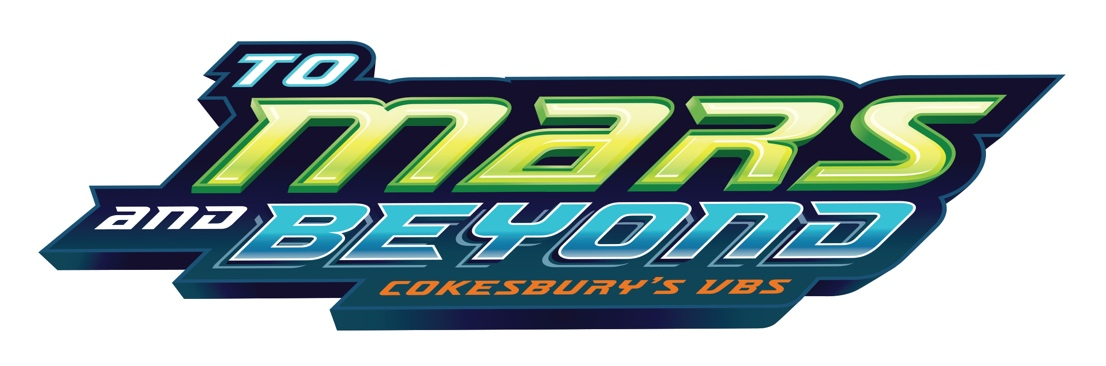 TO
MARS
AND BEYOND
COKESBURY'S VBS